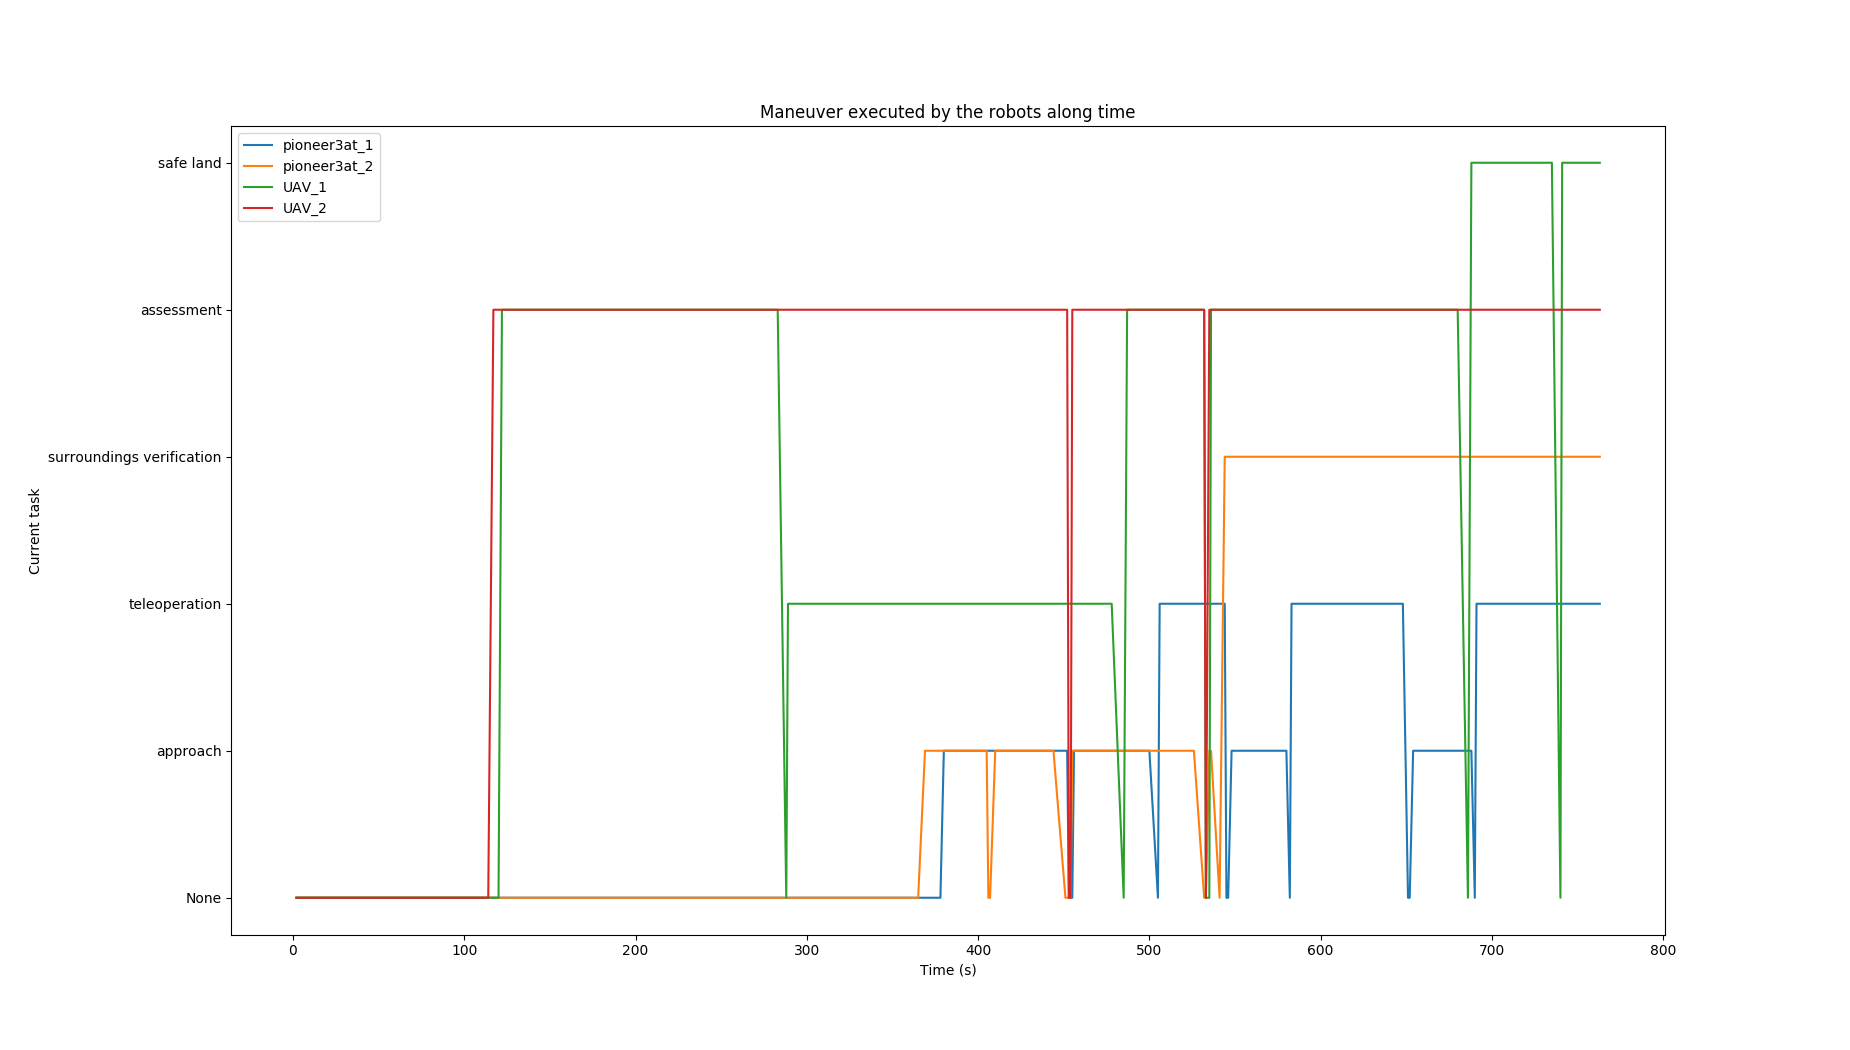 Maneuver executed by the robots along time
pioneer3at_1
pioneer3at_2
UAV_1
UAV_2
safe land
assessment
surroundings verification
teleoperation
approach
None
Current task
0 100 200 300 400 500 600 700 800
Time (s)